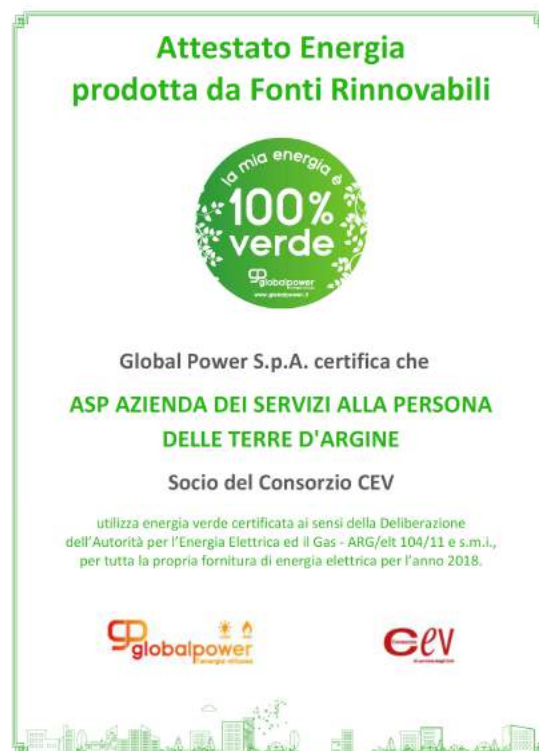 Attestato Energia
prodotta da Fonti Rinnovabili
la mia energia è
100%
verde
globalpower
www.globalpower.it
Global Power S.p.A. certifica che
ASP AZIENDA DEI SERVIZI ALLA PERSONA
DELLE TERRE D'ARGINE
Socio del Consorzio CEV
utilizza energia verde certificata ai sensi della Deliberazione
dell'Autorità per l'Energia Elettrica ed il Gas - ARG/elt 104/11 e s.m.i.,
per tutta la propria fornitura di energia elettrica per l'anno 2018.
globalpower
cev